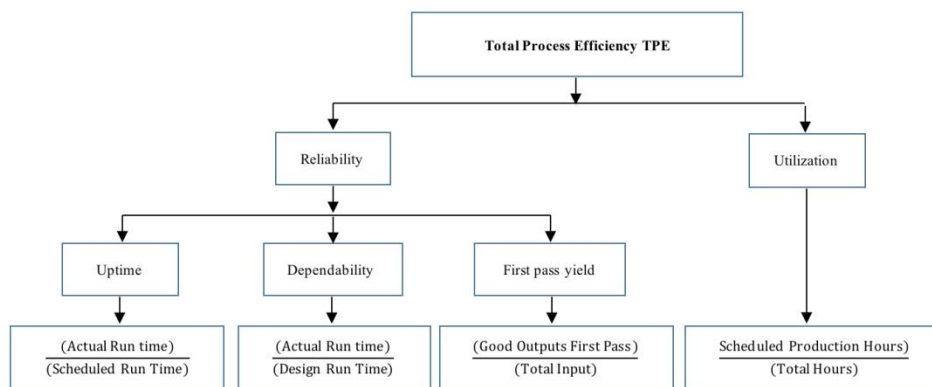 Total Process Efficiency TPE
Reliability
Utilization
Uptime
Dependability
First pass yield
(Actual Run time)
(Scheduled Run Time)
(Actual Run time)
(Design Run Time)
(Good Outputs First Pass)
(Total Input)
Scheduled Production Hours)
(Total Hours)